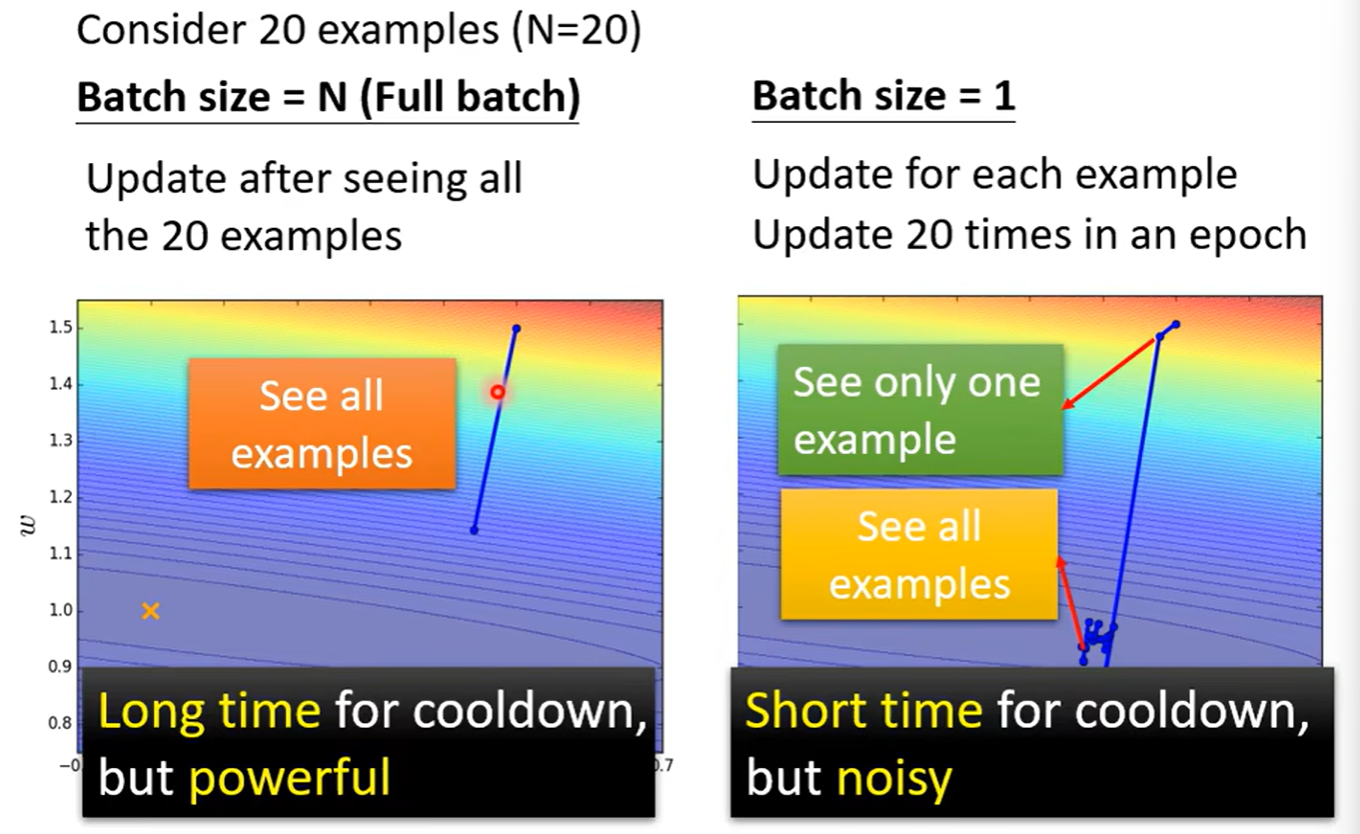 Consider 20 examples (N=20)
Batch size = N (Full batch)
Update after seeing all
the 20 examples
Batch size = 1
Update for each example
Update 20 times in an epoch
1.5
1.4
1.3
1.2
1.1
1.0
0.9
0.8
w
See all
examples
−0
0.7
Long time for cooldown,
but powerful
See only one
example
See all
examples
Short time for cooldown,
but noisy